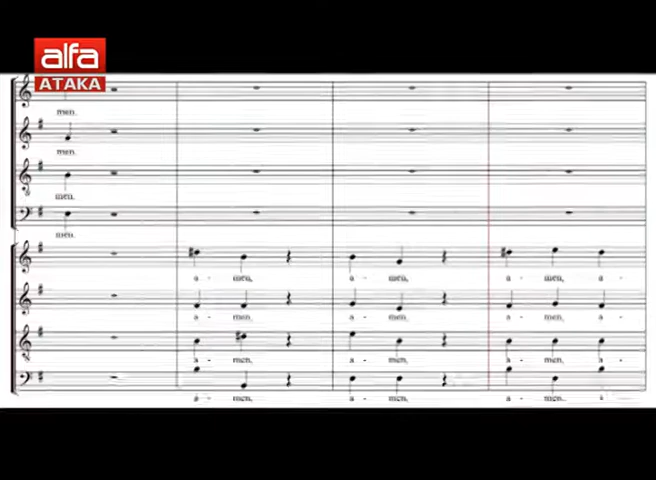 alfa
ATAKA
men.
men.
men.
men.
a - men, a - men, a - men, a -
a - men, a - men, a - men, a -
a - men, a - men, a - men, a -
a - men, a - men, a - men, a